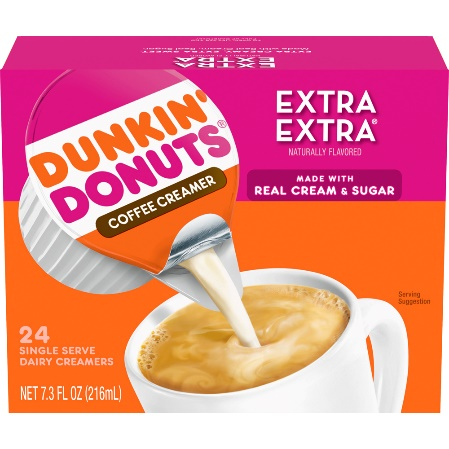 EXTRA
EXTRA
DUNKIN'
DONUTS®
COFFEE CREAMER
EXTRA
EXTRA®
NATURALLY FLAVORED
MADE WITH
REAL CREAM & SUGAR
Serving
Suggestion
24
SINGLE SERVE
DAIRY CREAMERS
NET 7.3 FL OZ (216mL)